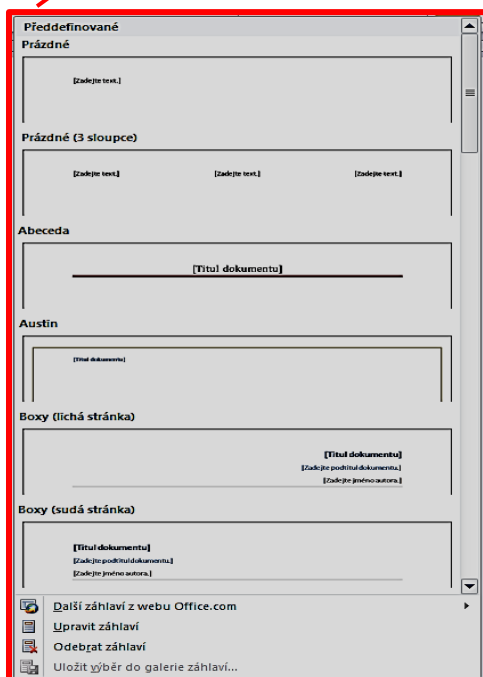 Předdefinované
Prázdné
[Zadejte text.]
Prázdné (3 sloupce)
[Zadejte text.] [Zadejte text.] [Zadejte text.]
Abeceda
[Titul dokumentu]
Austin
[Titul dokumentu]
Boxy (lichá stránka)
[Titul dokumentu]
[Zadejte podtitul dokumentu.]
[Zadejte jméno autora.]
Boxy (sudá stránka)
[Titul dokumentu]
[Zadejte podtitul dokumentu.]
[Zadejte jméno autora.]
Další záhlaví z webu Office.com
Upravit záhlaví
Odebrat záhlaví
Uložit výběr do galerie záhlaví...